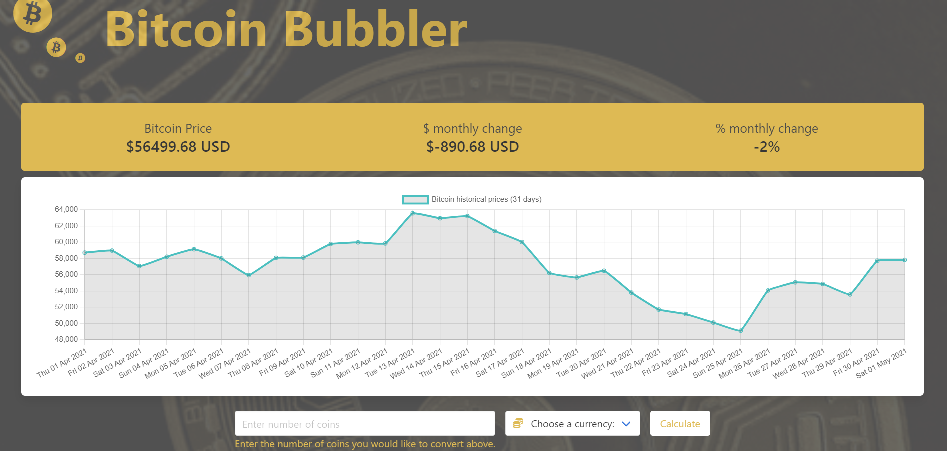 Bitcoin Bubbler
Bitcoin Price
$56499.68 USD
$ monthly change
$-890.68 USD
% monthly change
-2%
Bitcoin historical prices (31 days)
64,000
62,000
60,000
58,000
56,000
54,000
52,000
50,000
48,000
Thu 01 Apr 2021
Fri 02 Apr 2021
Sat 03 Apr 2021
Sun 04 Apr 2021
Mon 05 Apr 2021
Tue 06 Apr 2021
Wed 07 Apr 2021
Thu 08 Apr 2021
Fri 09 Apr 2021
Sat 10 Apr 2021
Sun 11 Apr 2021
Mon 12 Apr 2021
Tue 13 Apr 2021
Wed 14 Apr 2021
Thu 15 Apr 2021
Fri 16 Apr 2021
Sat 17 Apr 2021
Sun 18 Apr 2021
Mon 19 Apr 2021
Tue 20 Apr 2021
Wed 21 Apr 2021
Thu 22 Apr 2021
Fri 23 Apr 2021
Sat 24 Apr 2021
Sun 25 Apr 2021
Mon 26 Apr 2021
Tue 27 Apr 2021
Wed 28 Apr 2021
Thu 29 Apr 2021
Fri 30 Apr 2021
Sat 01 May 2021
Enter number of coins
Choose a currency:
Calculate
Enter the number of coins you would like to convert above.